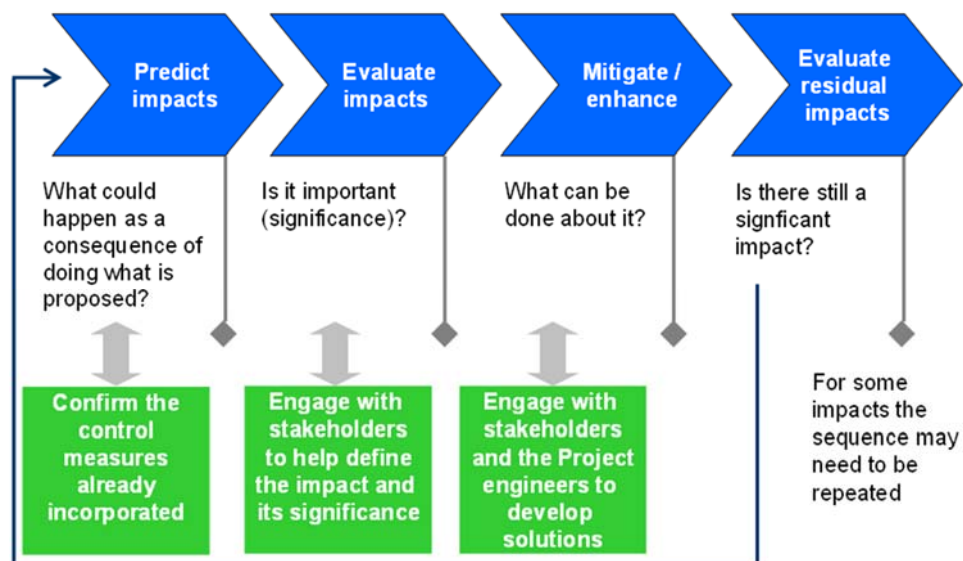 Predict
impacts
Evaluate
impacts
Mitigate /
enhance
Evaluate
residual
impacts
What could
happen as a
consequence of
doing what is
proposed?
Is it important
(significance)?
What can be
done about it?
Is there still a
signficant
impact?
Confirm the
control
measures
already
incorporated
Engage with
stakeholders
to help define
the impact and
its significance
Engage with
stakeholders
and the Project
engineers to
develop
solutions
For some
impacts the
sequence may
need to be
repeated